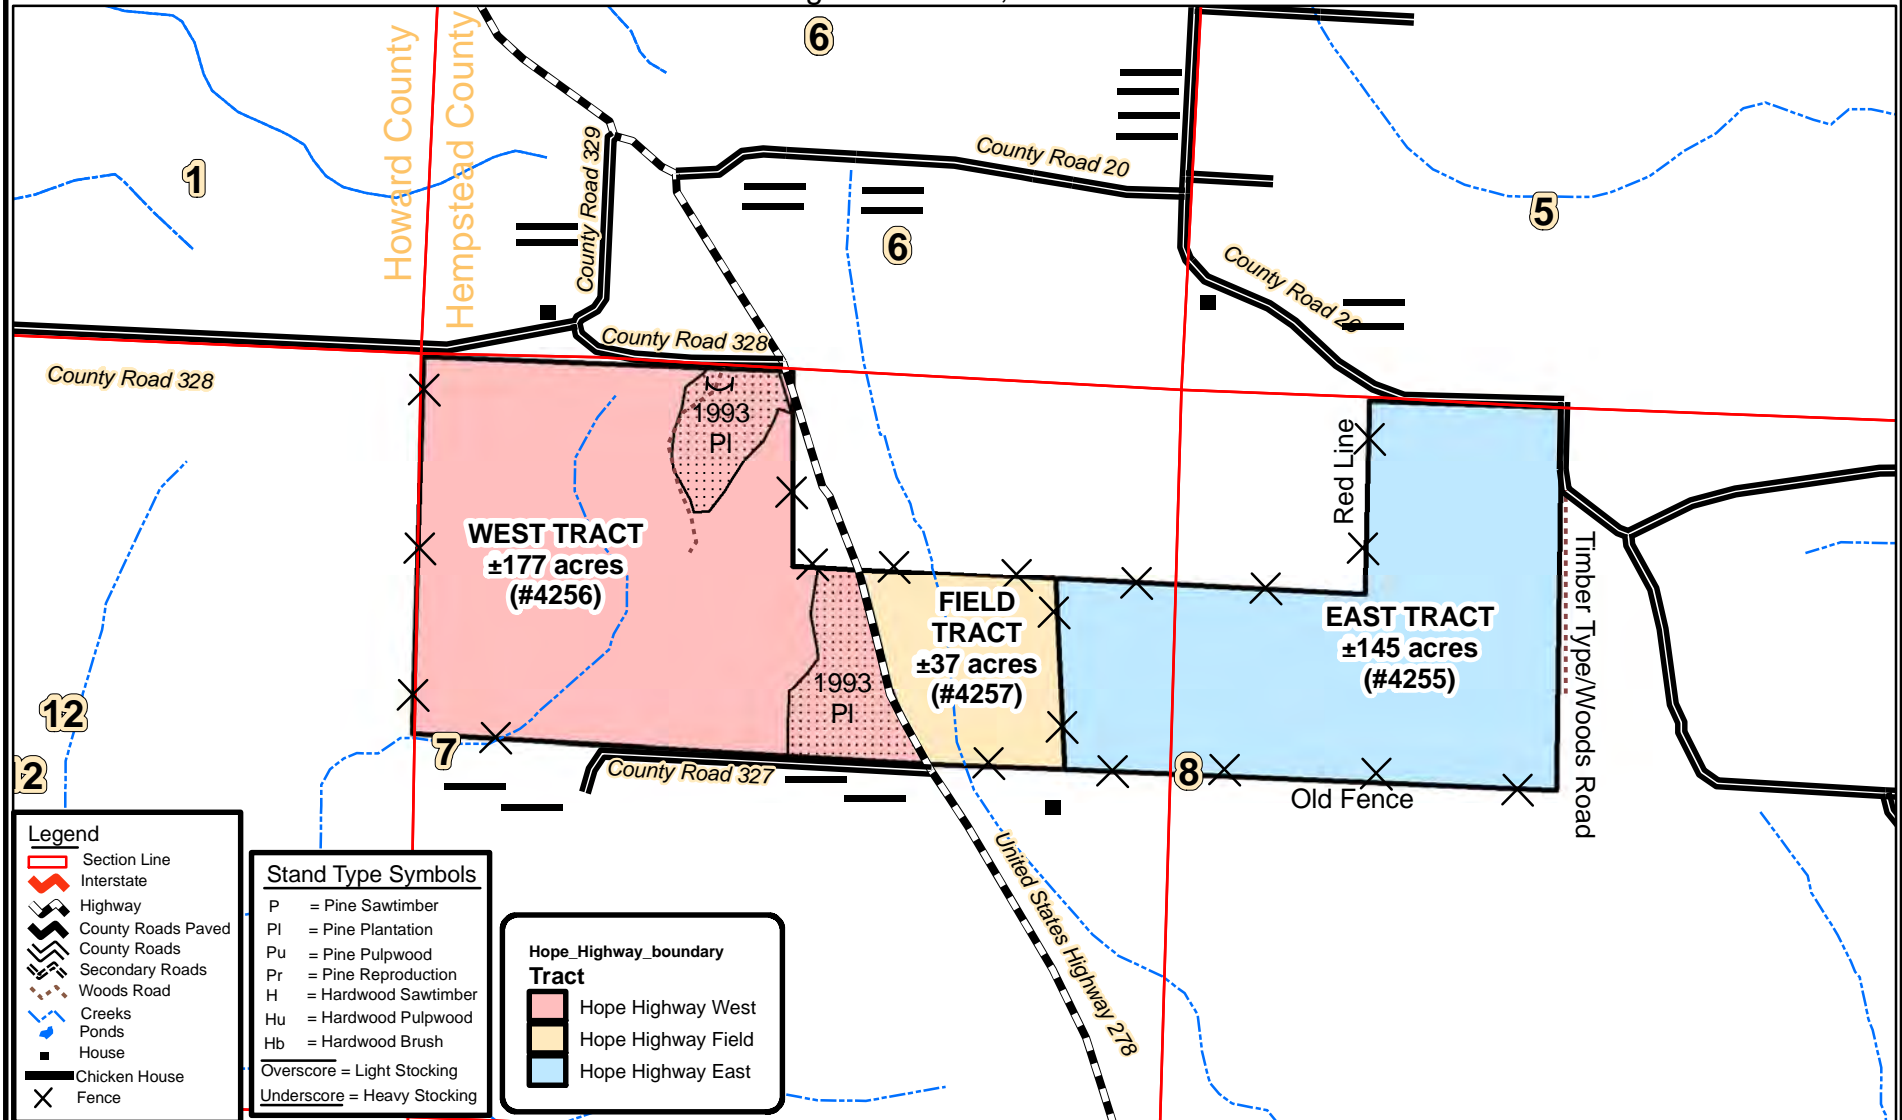 6
Howard County
Hempstead County
County Road 329
County Road 20
1
6
5
County Road 20
County Road 328
County Road 328
1993
Pl
Red Line
WEST TRACT
±177 acres
(#4256)
FIELD
TRACT
±37 acres
(#4257)
EAST TRACT
±145 acres
(#4255)
Timber Type/Woods Road
1993
Pl
12
7
8
County Road 327
Old Fence
United States Highway 278
Legend
Section Line
Interstate
Highway
County Roads Paved
County Roads
Secondary Roads
Woods Road
Creeks
Ponds
House
Chicken House
Fence
Stand Type Symbols
P = Pine Sawtimber
Pl = Pine Plantation
Pu = Pine Pulpwood
Pr = Pine Reproduction
H = Hardwood Sawtimber
Hu = Hardwood Pulpwood
Hb = Hardwood Brush
Overscore = Light Stocking
Underscore = Heavy Stocking
Hope_Highway_boundary
Tract
Hope Highway West
Hope Highway Field
Hope Highway East